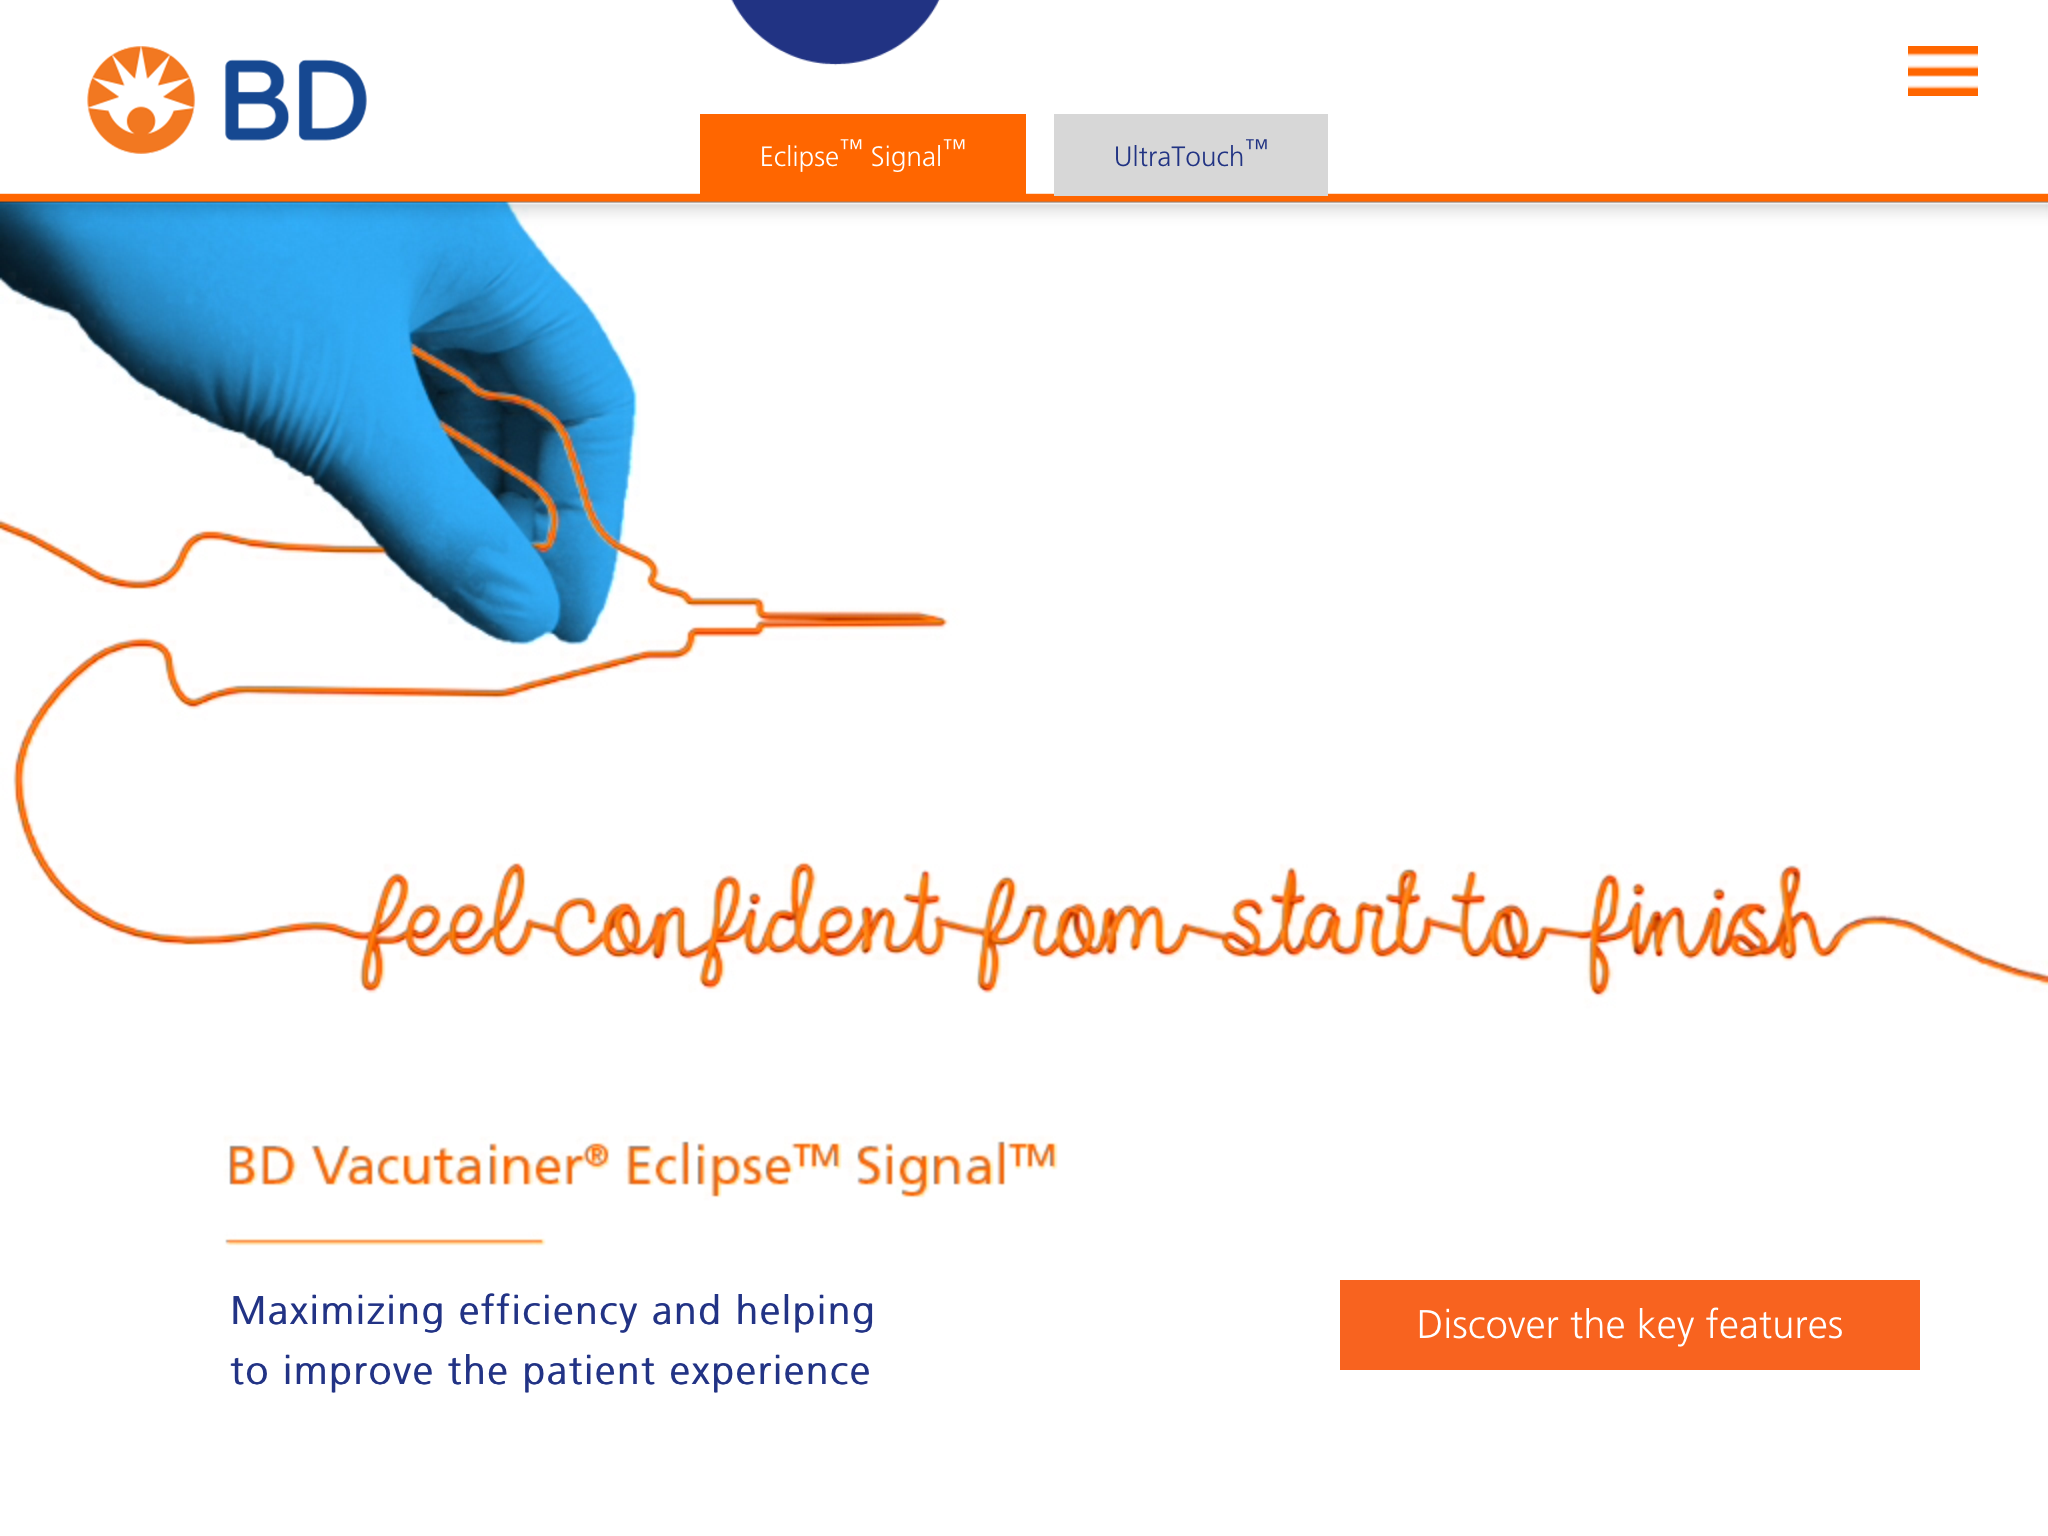 BD
Eclipse™ Signal™
UltraTouch™
feel confident from start to finish
BD Vacutainer® Eclipse™ Signal™
Maximizing efficiency and helping
to improve the patient experience
Discover the key features